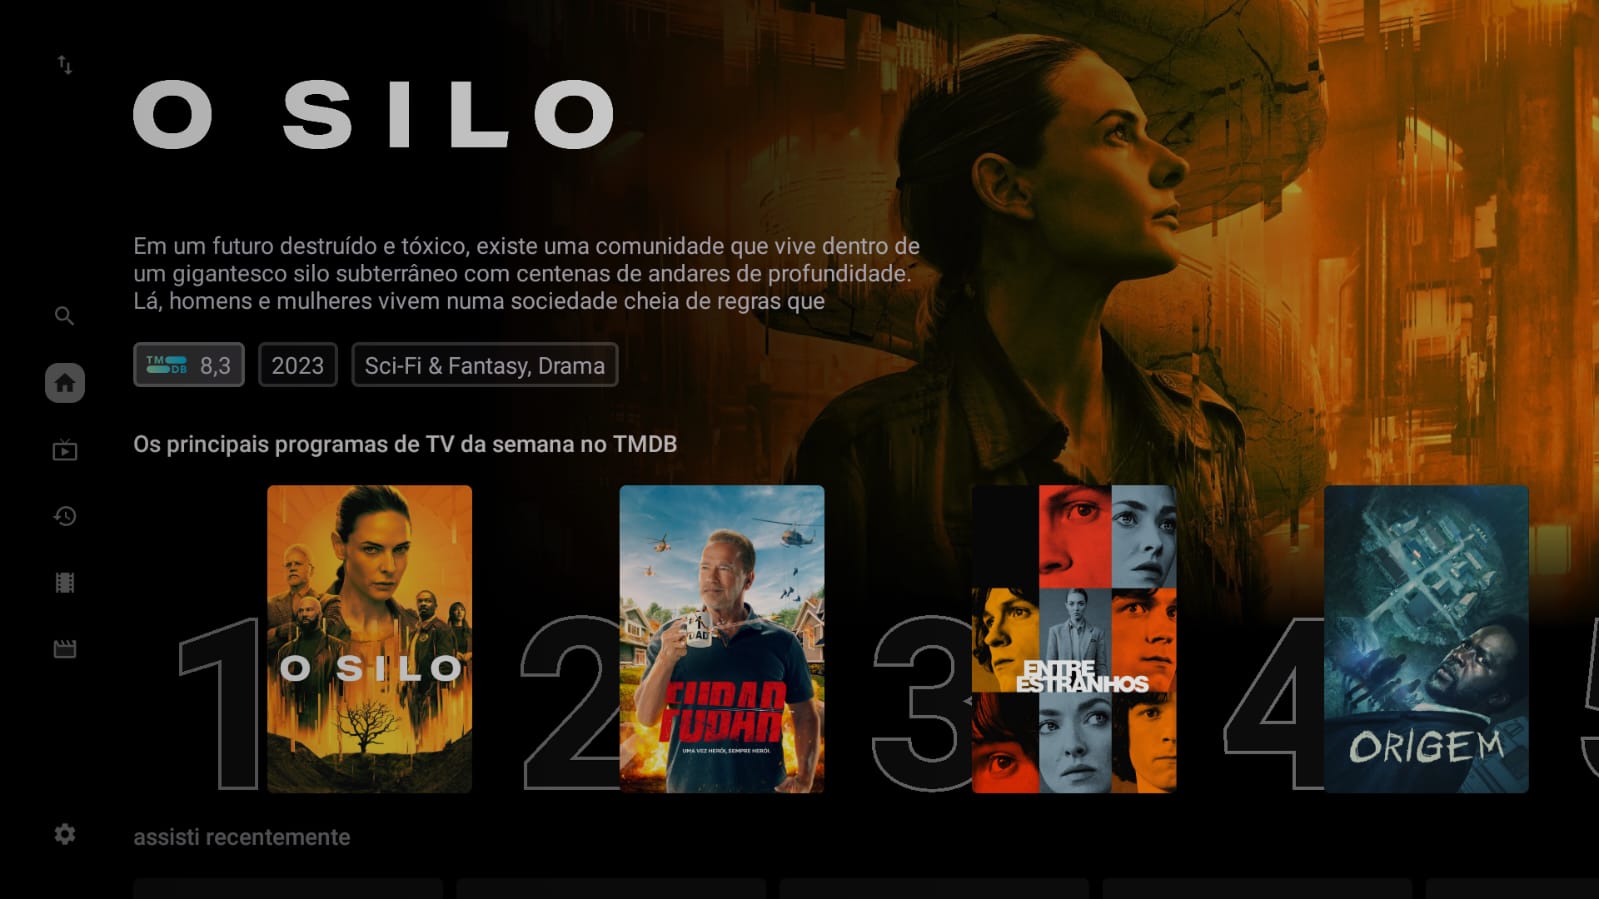 O SILO
Em um futuro destruído e tóxico, existe uma comunidade que vive dentro de
um gigantesco silo subterrâneo com centenas de andares de profundidade.
Lá, homens e mulheres vivem numa sociedade cheia de regras que
TMDB 8,3 2023 Sci-Fi & Fantasy, Drama
Os principais programas de TV da semana no TMDB
1
O SILO
2
DAD
FUBAR
UMA VEZ HERÓI, SEMPRE HERÓI.
3
ENTRE
ESTRANHOS
4
ORIGEM
5
assisti recentemente